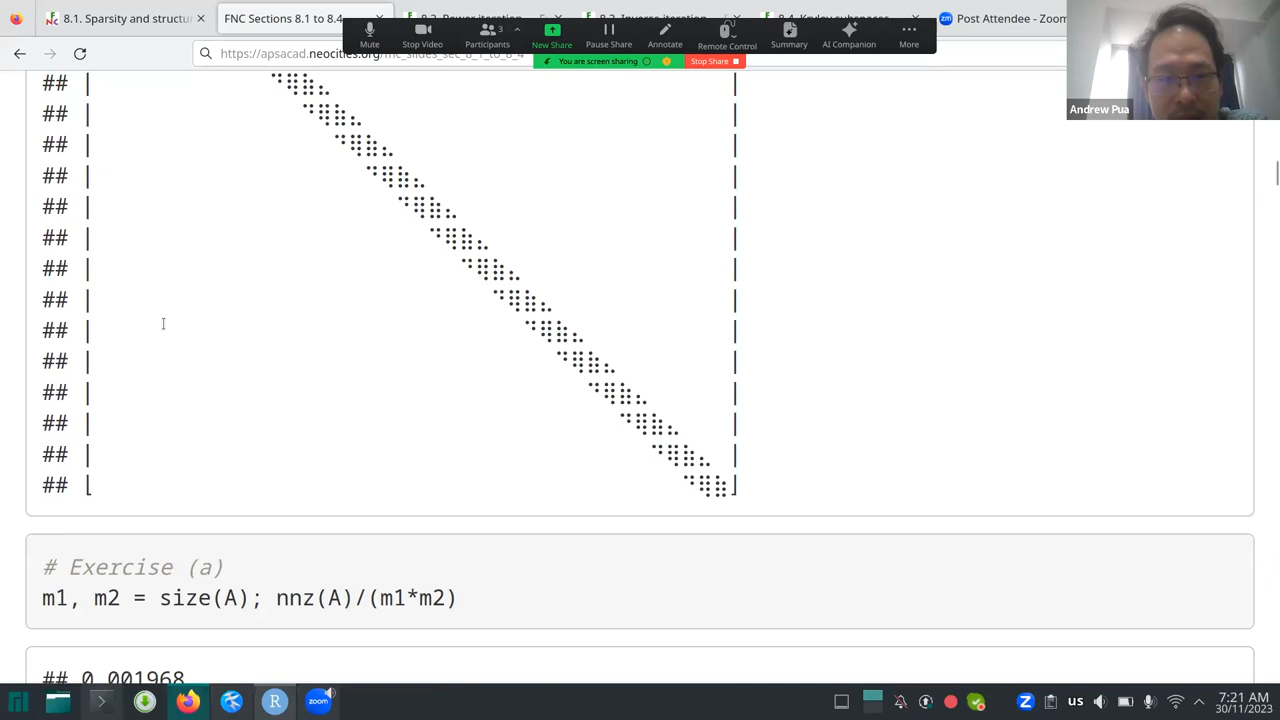 8.1. Sparsity and structu
FNC Sections 8.1 to 8.4
Post Attendee - Zoom
Mute
Stop Video
Participants
3
New Share
Pause Share
Annotate
Remote Control
Summary
AI Companion
More
https://apsacad.neocities.org/
You are screen sharing
Stop Share
Andrew Pua
## |
## |
## |
## |
## |
## |
## |
## |
## |
## |
## |
## |
## |
##
# Exercise (a)
m1, m2 = size(A); nnz(A)/(m1*m2)
## 0.001968
us
7:21 AM
30/11/2023